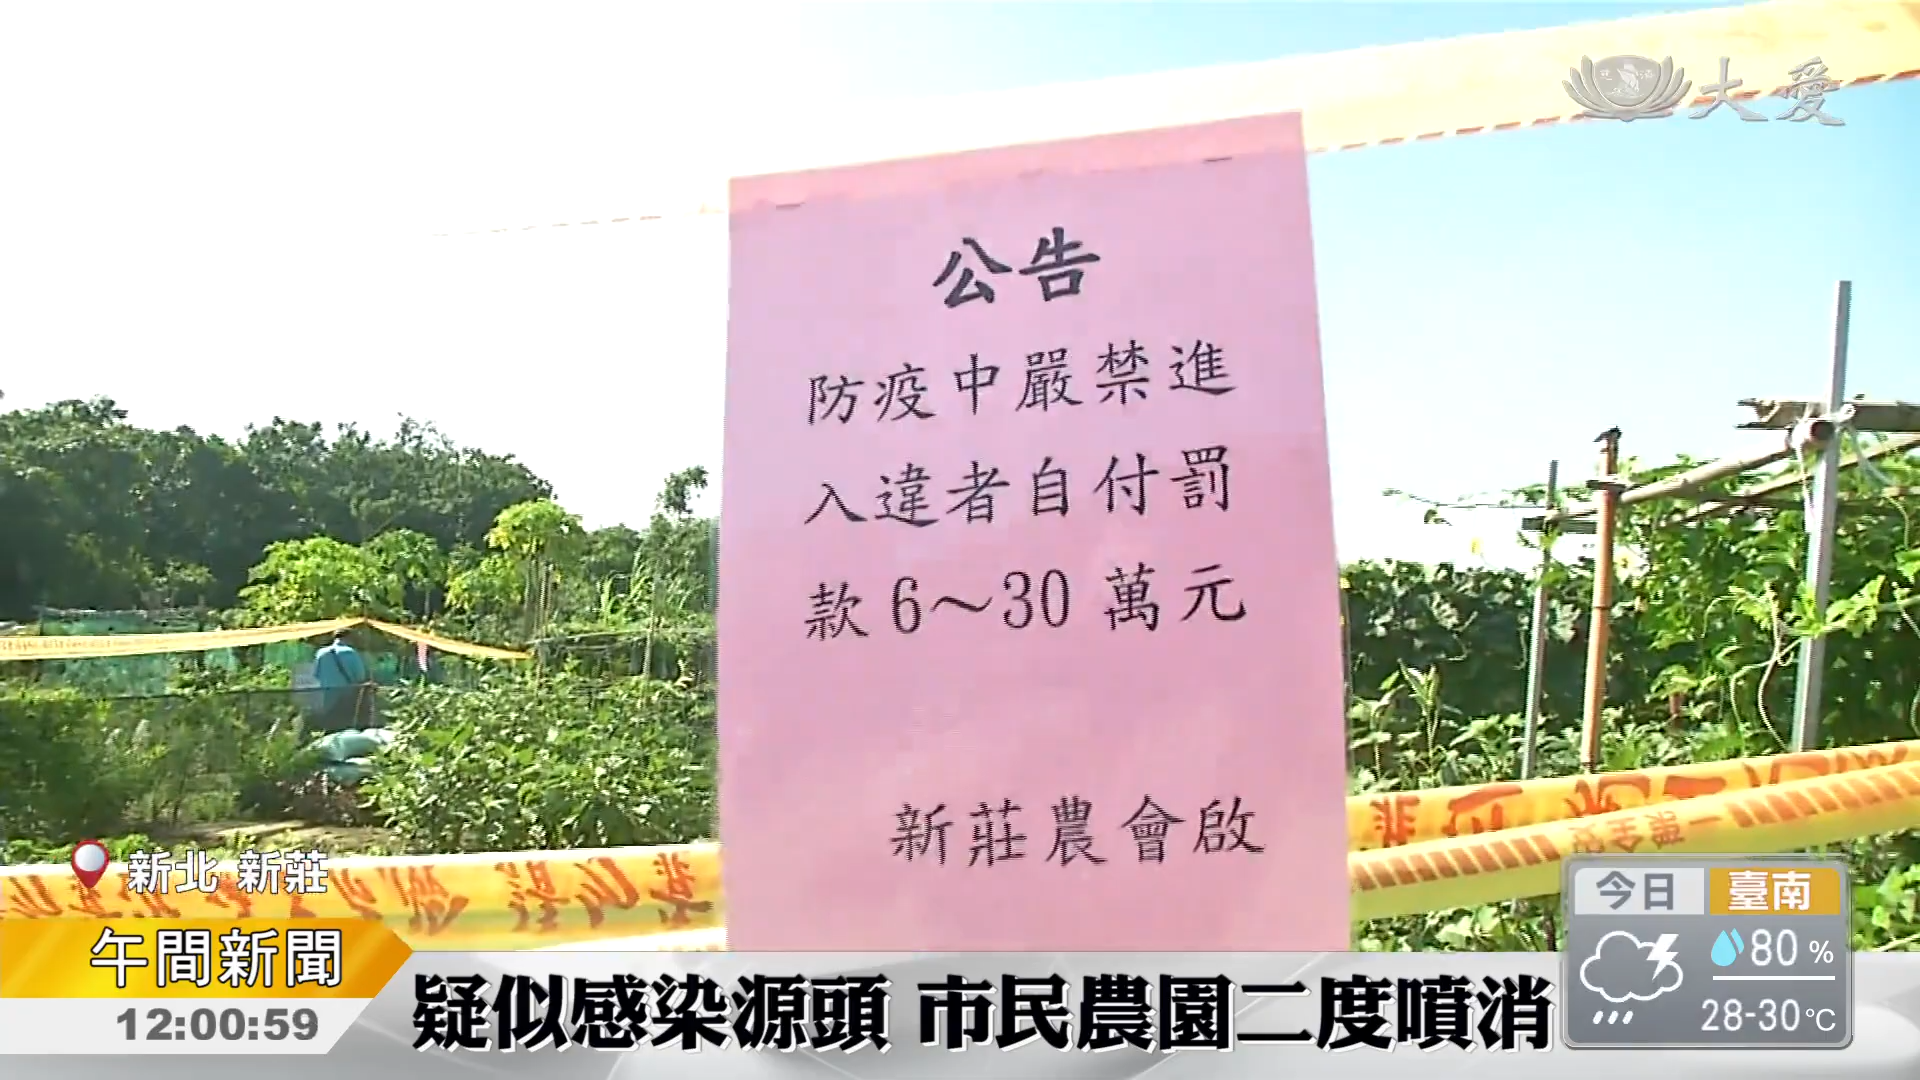 大愛
公告
防疫中嚴禁進
入違者自付罰
款6～30萬元
新莊農會啟
新北 新莊
午間新聞
12:00:59
疑似感染源頭 市民農園二度噴消
今日 臺南
80%
28-30°C